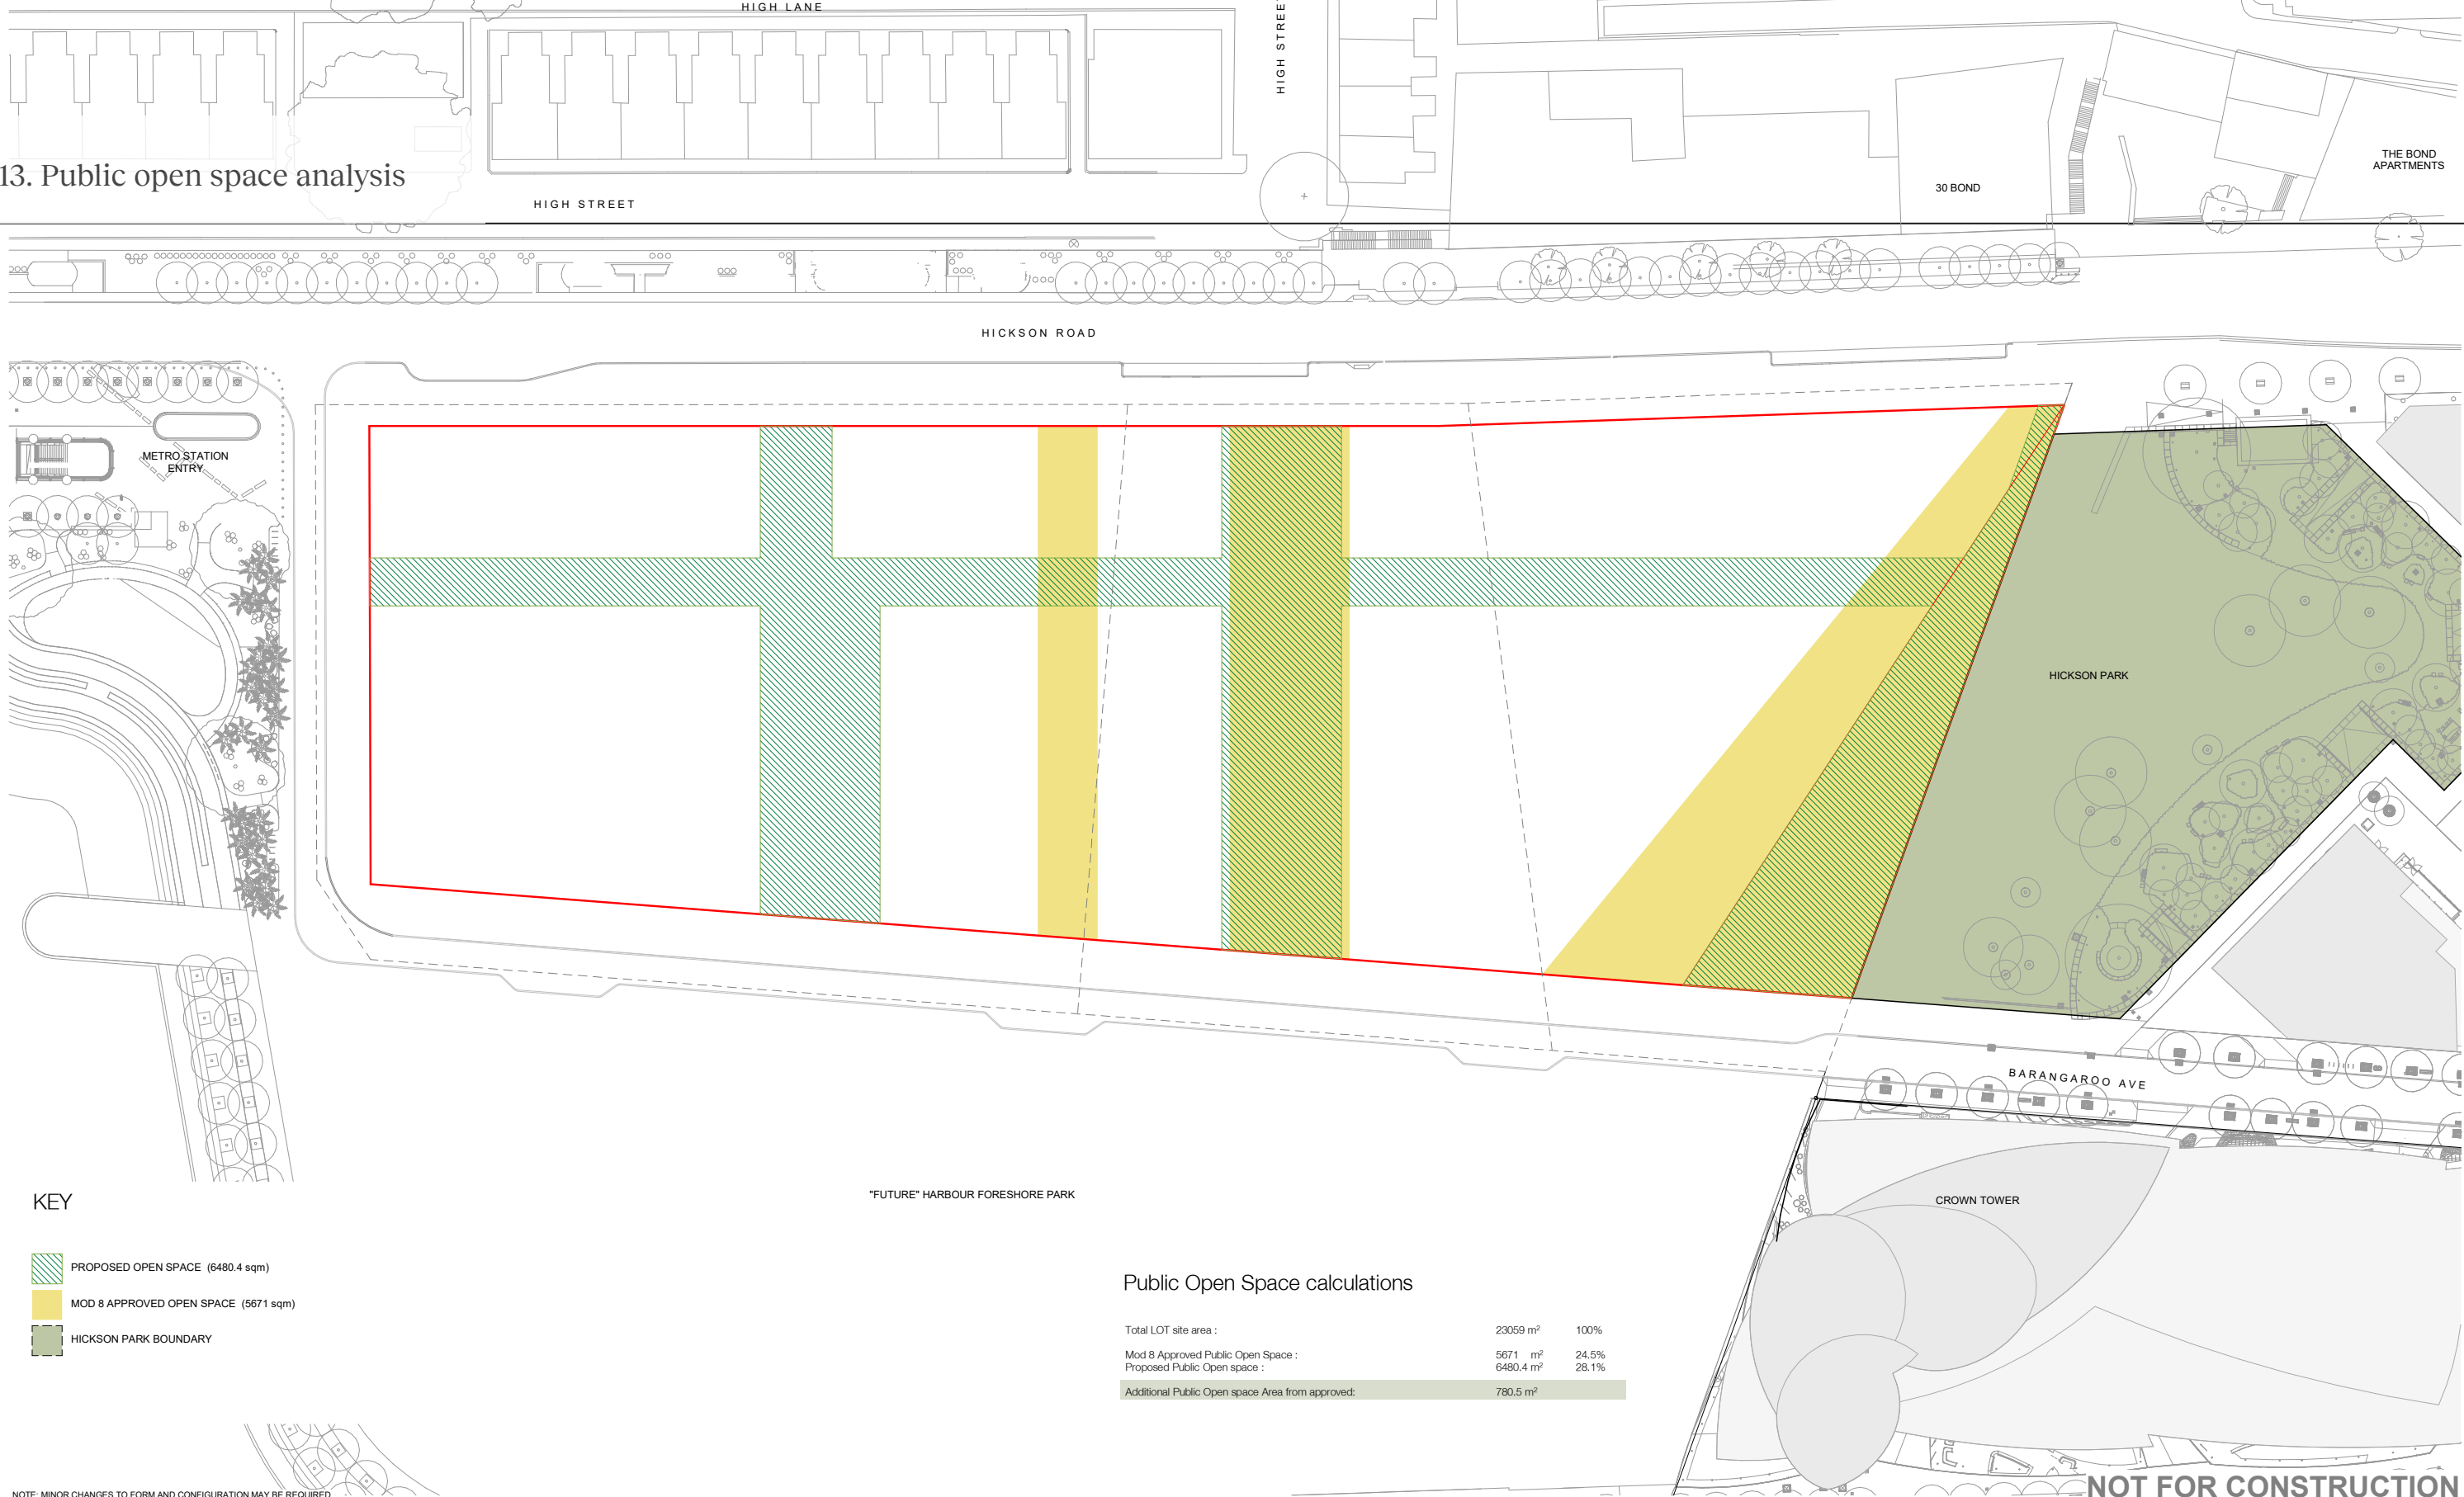 HIGH LANE
HIGH STREE
THE BOND
APARTMENTS
13. Public open space analysis
30 BOND
HIGH STREET
HICKSON ROAD
METRO STATION
ENTRY
HICKSON PARK
BARANGAROO AVE
KEY
"FUTURE" HARBOUR FORESHORE PARK
CROWN TOWER
PROPOSED OPEN SPACE (6480.4 sqm)
MOD 8 APPROVED OPEN SPACE (5671 sqm)
HICKSON PARK BOUNDARY
Public Open Space calculations
Total LOT site area : 23059 m² 100%
Mod 8 Approved Public Open Space : 5671 m² 24.5%
Proposed Public Open space : 6480.4 m² 28.1%
Additional Public Open space Area from approved: 780.5 m²
NOT FOR CONSTRUCTION
NOTE: MINOR CHANGES TO FORM AND CONFIGURATION MAY BE REQUIRED